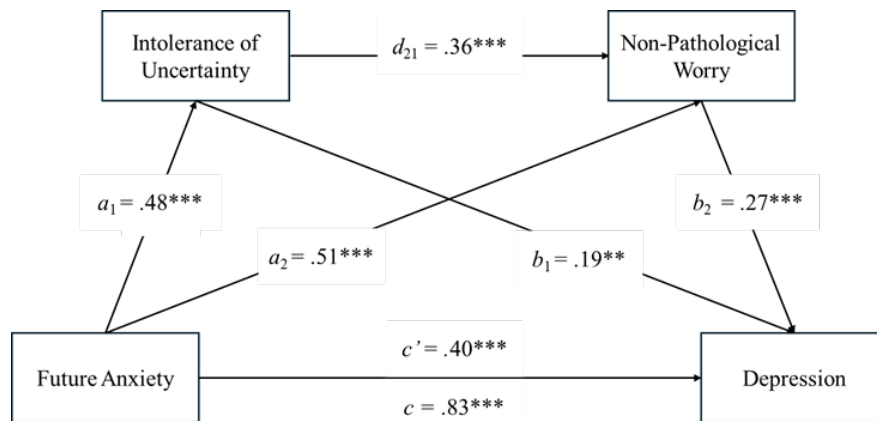 Intolerance of
Uncertainty
d₂₁ = .36***
Non-Pathological
Worry
a₁ = .48***
a₂ = .51***
b₁ = .19**
b₂ = .27***
Future Anxiety
c’ = .40***
c = .83***
Depression